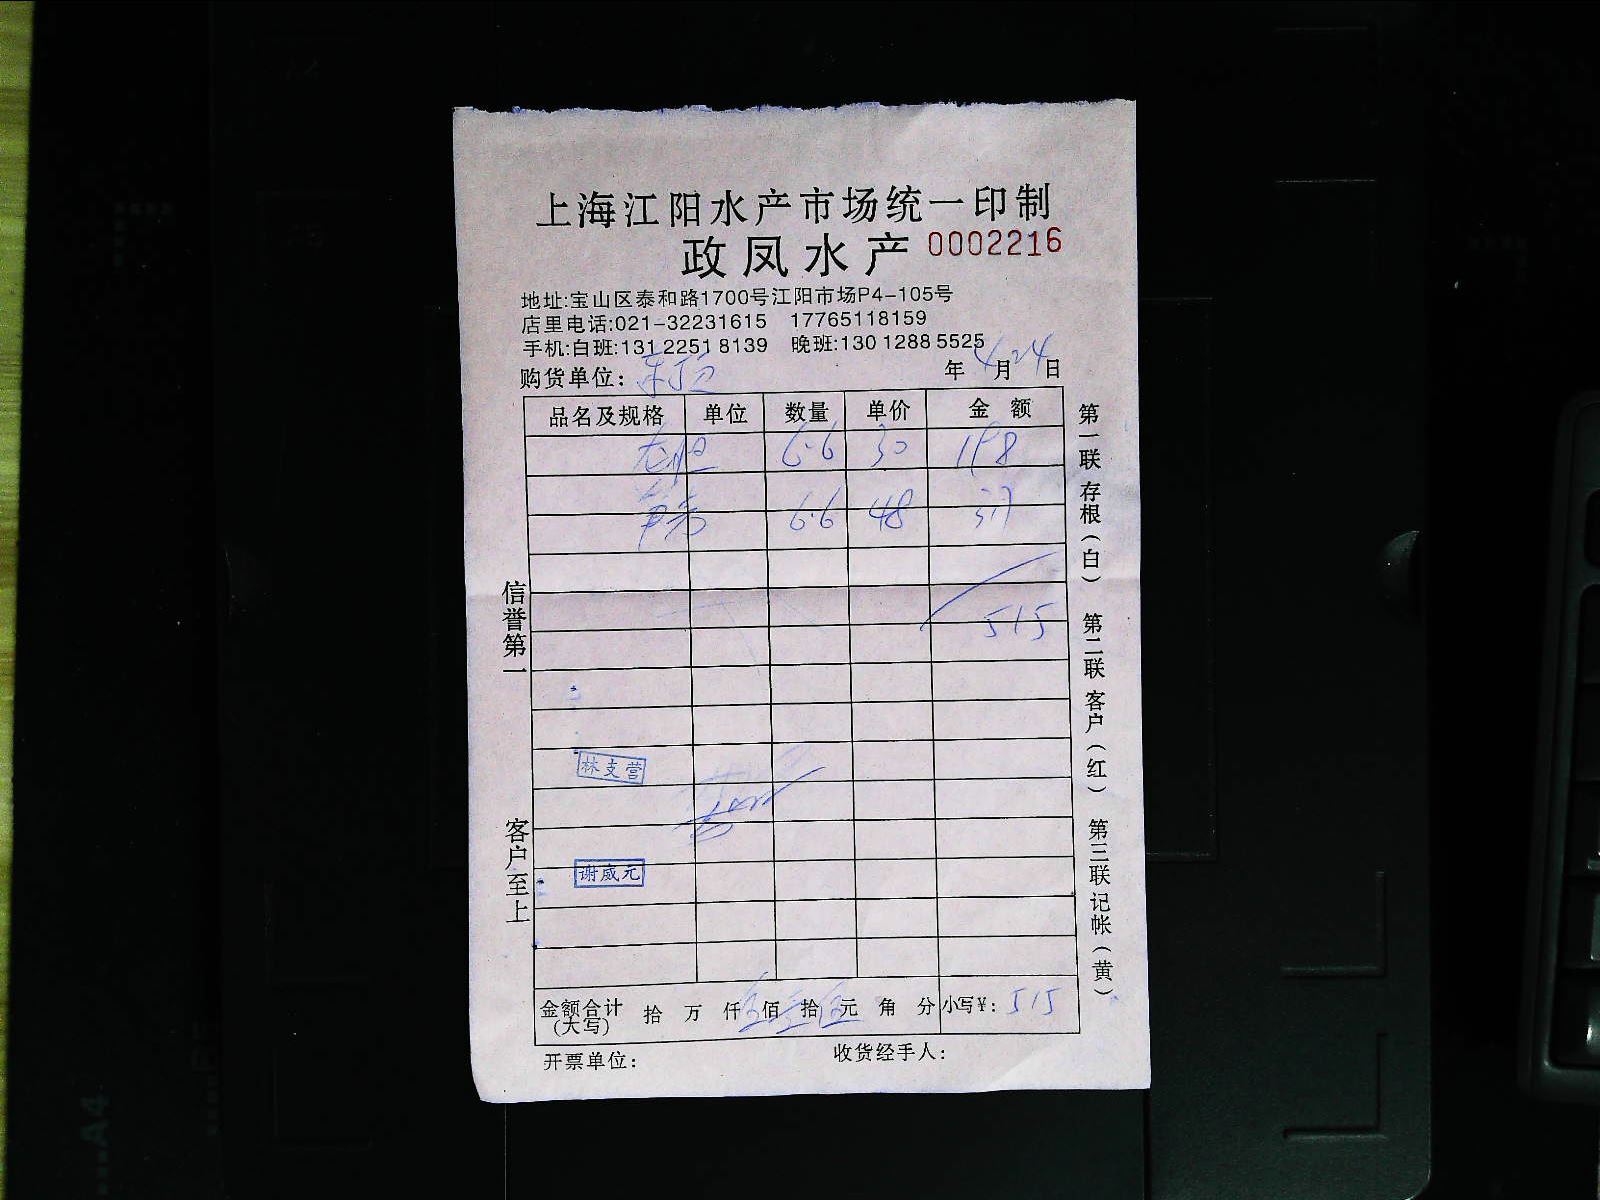 上海江阳水产市场统一印制
政凤水产 0002216
地址:宝山区泰和路1700号江阳市场P4-105号
店里电话:021-32231615 17765118159
手机:白班:131 2251 8139 晚班:130 1288 5525
购货单位: 年 4 月 24 日
品名及规格 单位 数量 单价 金 额
6.6 30 198
6.6 48 317
515
林支营
谢威元
金额合计(大写) 拾 万 仟 伍 佰 壹 拾 伍 元 角 分 小写¥: 515
开票单位: 收货经手人:
信誉第一 客户至上
第一联 存根(白) 第二联 客户(红) 第三联 记帐(黄)